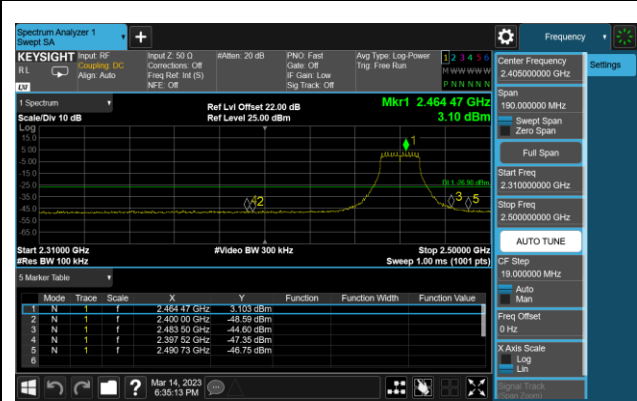 Spectrum Analyzer 1
Swept SA
Frequency
KEYSIGHT
RL
Input: RF
Coupling: DC
Align: Auto
Input Z: 50 Ω
Corrections: Off
Freq Ref: Int (S)
NFE: Off
#Atten: 20 dB
PNO: Fast
Gate: Off
IF Gain: Low
Sig Track: Off
Avg Type: Log-Power
Trig: Free Run
1 2 3 4 5 6
M W W W W W
P N N N N N
LXI
1 Spectrum
Scale/Div 10 dB
Ref Lvl Offset 22.00 dB
Ref Level 25.00 dBm
Mkr1 2.464 47 GHz
3.10 dBm
Log
15.0
5.00
-5.00
-15.0
-25.0
-35.0
-45.0
-55.0
-65.0
1
DL1 -26.90 dBm
42
3
5
Start 2.31000 GHz
#Res BW 100 kHz
#Video BW 300 kHz
Stop 2.50000 GHz
Sweep 1.00 ms (1001 pts)
5 Marker Table
Mode Trace Scale X Y Function Function Width Function Value
1 N 1 f 2.464 47 GHz 3.103 dBm
2 N 1 f 2.400 00 GHz -48.59 dBm
3 N 1 f 2.483 50 GHz -44.60 dBm
4 N 1 f 2.397 52 GHz -47.35 dBm
5 N 1 f 2.490 73 GHz -46.75 dBm
6
Mar 14, 2023
6:35:13 PM
Center Frequency
2.405000000 GHz
Settings
Span
190.000000 MHz
Swept Span
Zero Span
Full Span
Start Freq
2.310000000 GHz
Stop Freq
2.500000000 GHz
AUTO TUNE
CF Step
19.000000 MHz
Auto
Man
Freq Offset
0 Hz
X Axis Scale
Log
Lin
Signal Track
(Span Zoom)